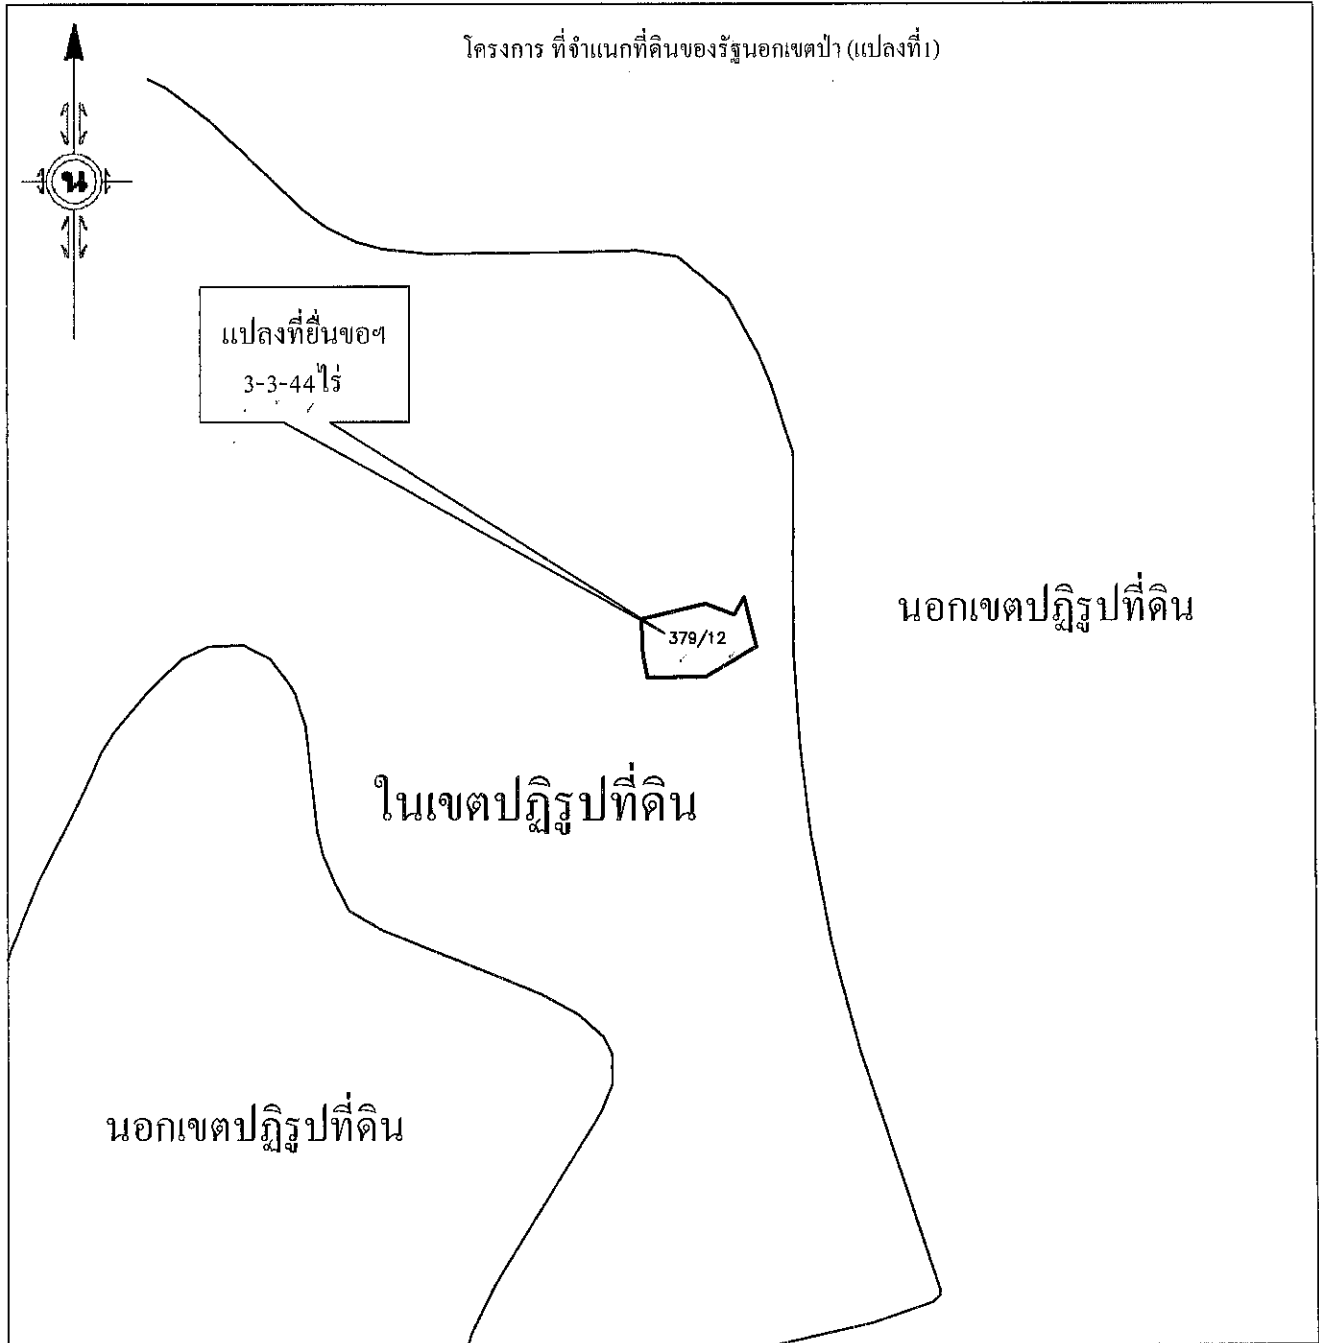 โครงการ ที่จำแนกที่ดินของรัฐนอกเขตป่า (แปลงที่1)
น
แปลงที่ยื่นขอฯ
3-3-44 ไร่
นอกเขตปฏิรูปที่ดิน
379/12
ในเขตปฏิรูปที่ดิน
นอกเขตปฏิรูปที่ดิน